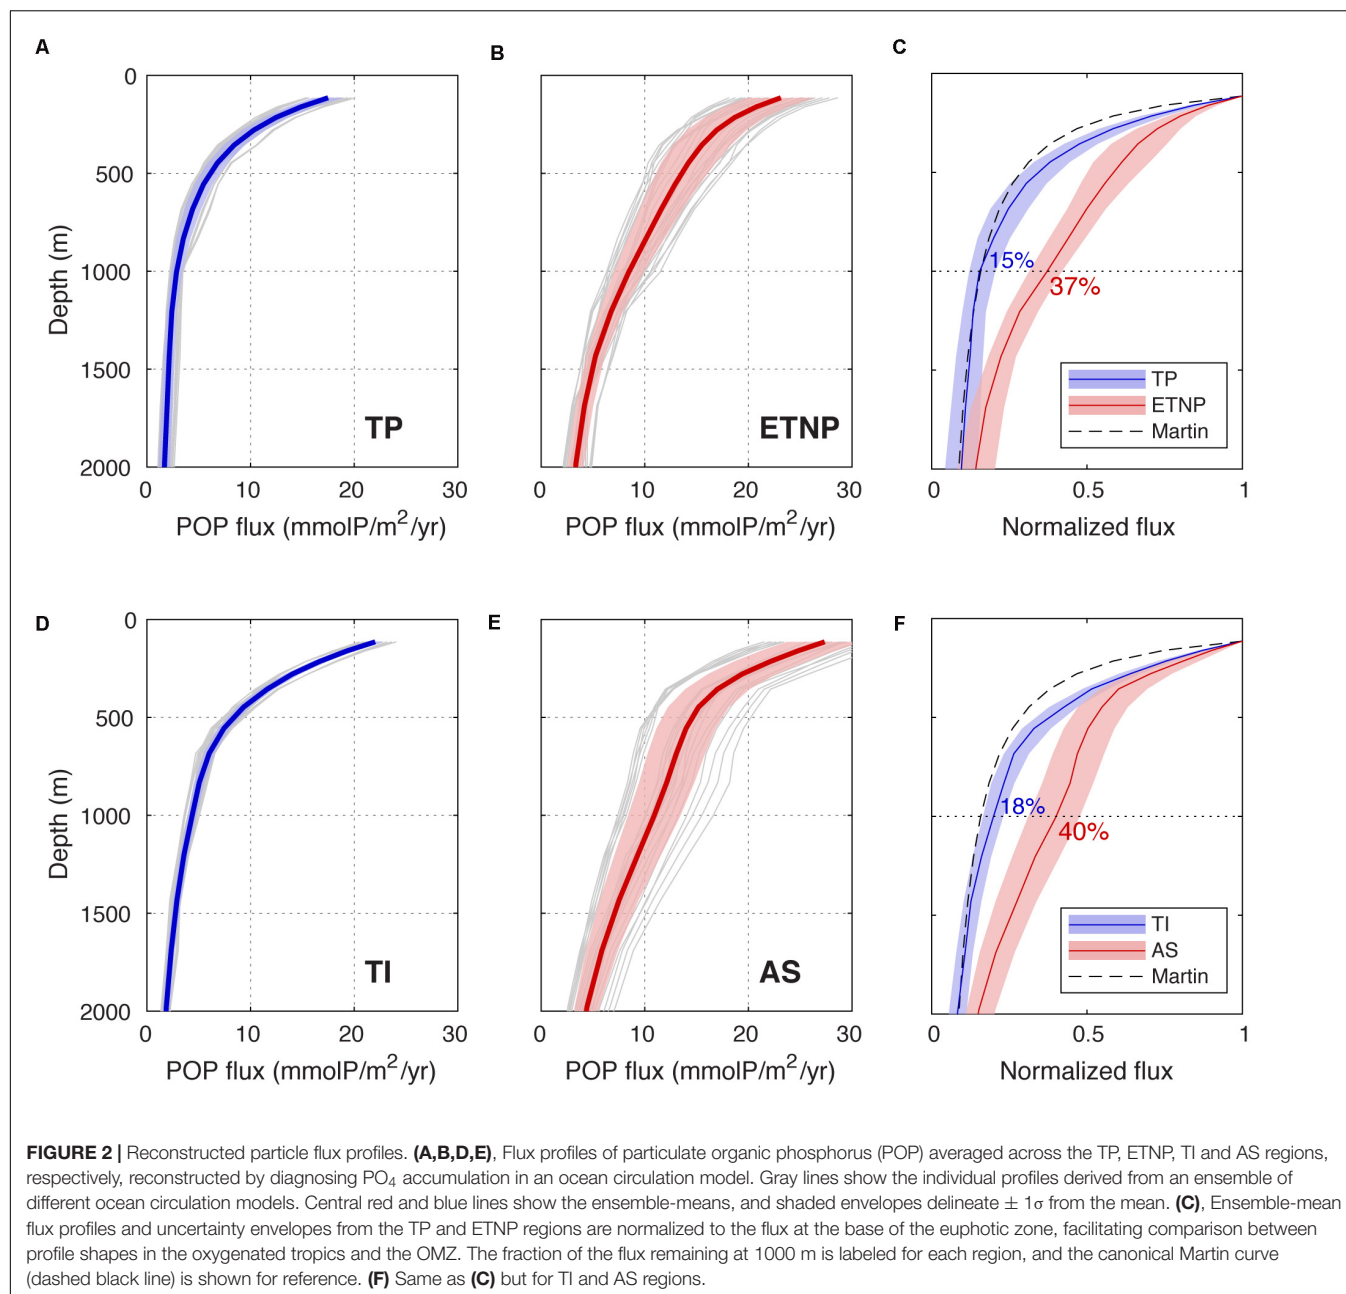 A
B
C
0
500
1000
1500
2000
Depth (m)
TP
ETNP
15%
37%
TP
ETNP
Martin
0 10 20 30
0 10 20 30
0 0.5 1
POP flux (mmolP/m²/yr)
POP flux (mmolP/m²/yr)
Normalized flux
D
E
F
0
500
1000
1500
2000
Depth (m)
TI
AS
18%
40%
TI
AS
Martin
0 10 20 30
0 10 20 30
0 0.5 1
POP flux (mmolP/m²/yr)
POP flux (mmolP/m²/yr)
Normalized flux
FIGURE 2 | Reconstructed particle flux profiles. (A,B,D,E), Flux profiles of particulate organic phosphorus (POP) averaged across the TP, ETNP, TI and AS regions,
respectively, reconstructed by diagnosing PO₄ accumulation in an ocean circulation model. Gray lines show the individual profiles derived from an ensemble of
different ocean circulation models. Central red and blue lines show the ensemble-means, and shaded envelopes delineate ± 1σ from the mean. (C), Ensemble-mean
flux profiles and uncertainty envelopes from the TP and ETNP regions are normalized to the flux at the base of the euphotic zone, facilitating comparison between
profile shapes in the oxygenated tropics and the OMZ. The fraction of the flux remaining at 1000 m is labeled for each region, and the canonical Martin curve
(dashed black line) is shown for reference. (F) Same as (C) but for TI and AS regions.